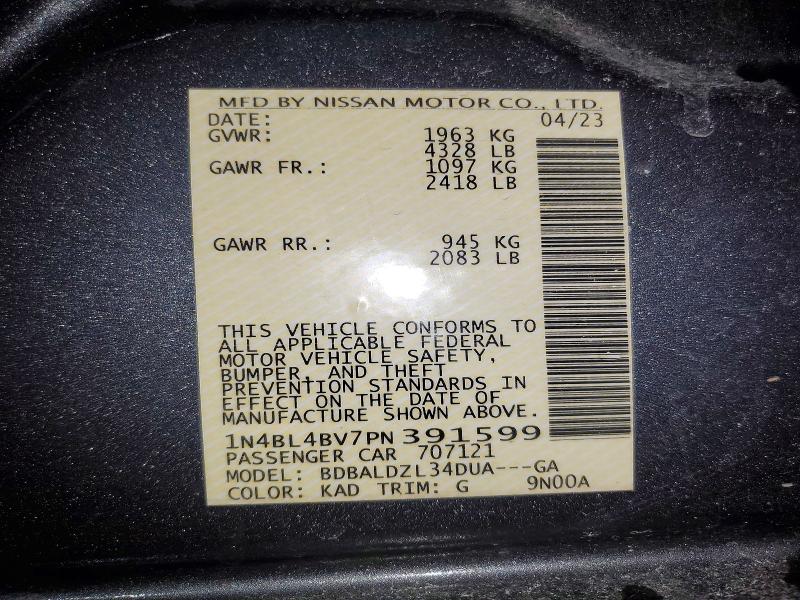 MFD BY NISSAN MOTOR CO., LTD.
DATE: 04/23
GVWR: 1963 KG
4328 LB
GAWR FR.: 1097 KG
2418 LB
GAWR RR.: 945 KG
2083 LB
THIS VEHICLE CONFORMS TO
ALL APPLICABLE FEDERAL
MOTOR VEHICLE SAFETY,
BUMPER, AND THEFT
PREVENTION STANDARDS IN
EFFECT ON THE DATE OF
MANUFACTURE SHOWN ABOVE.
1N4BL4BV7PN391599
PASSENGER CAR 707121
MODEL: BDBALDZL34DUA---GA
COLOR: KAD TRIM: G 9N00A